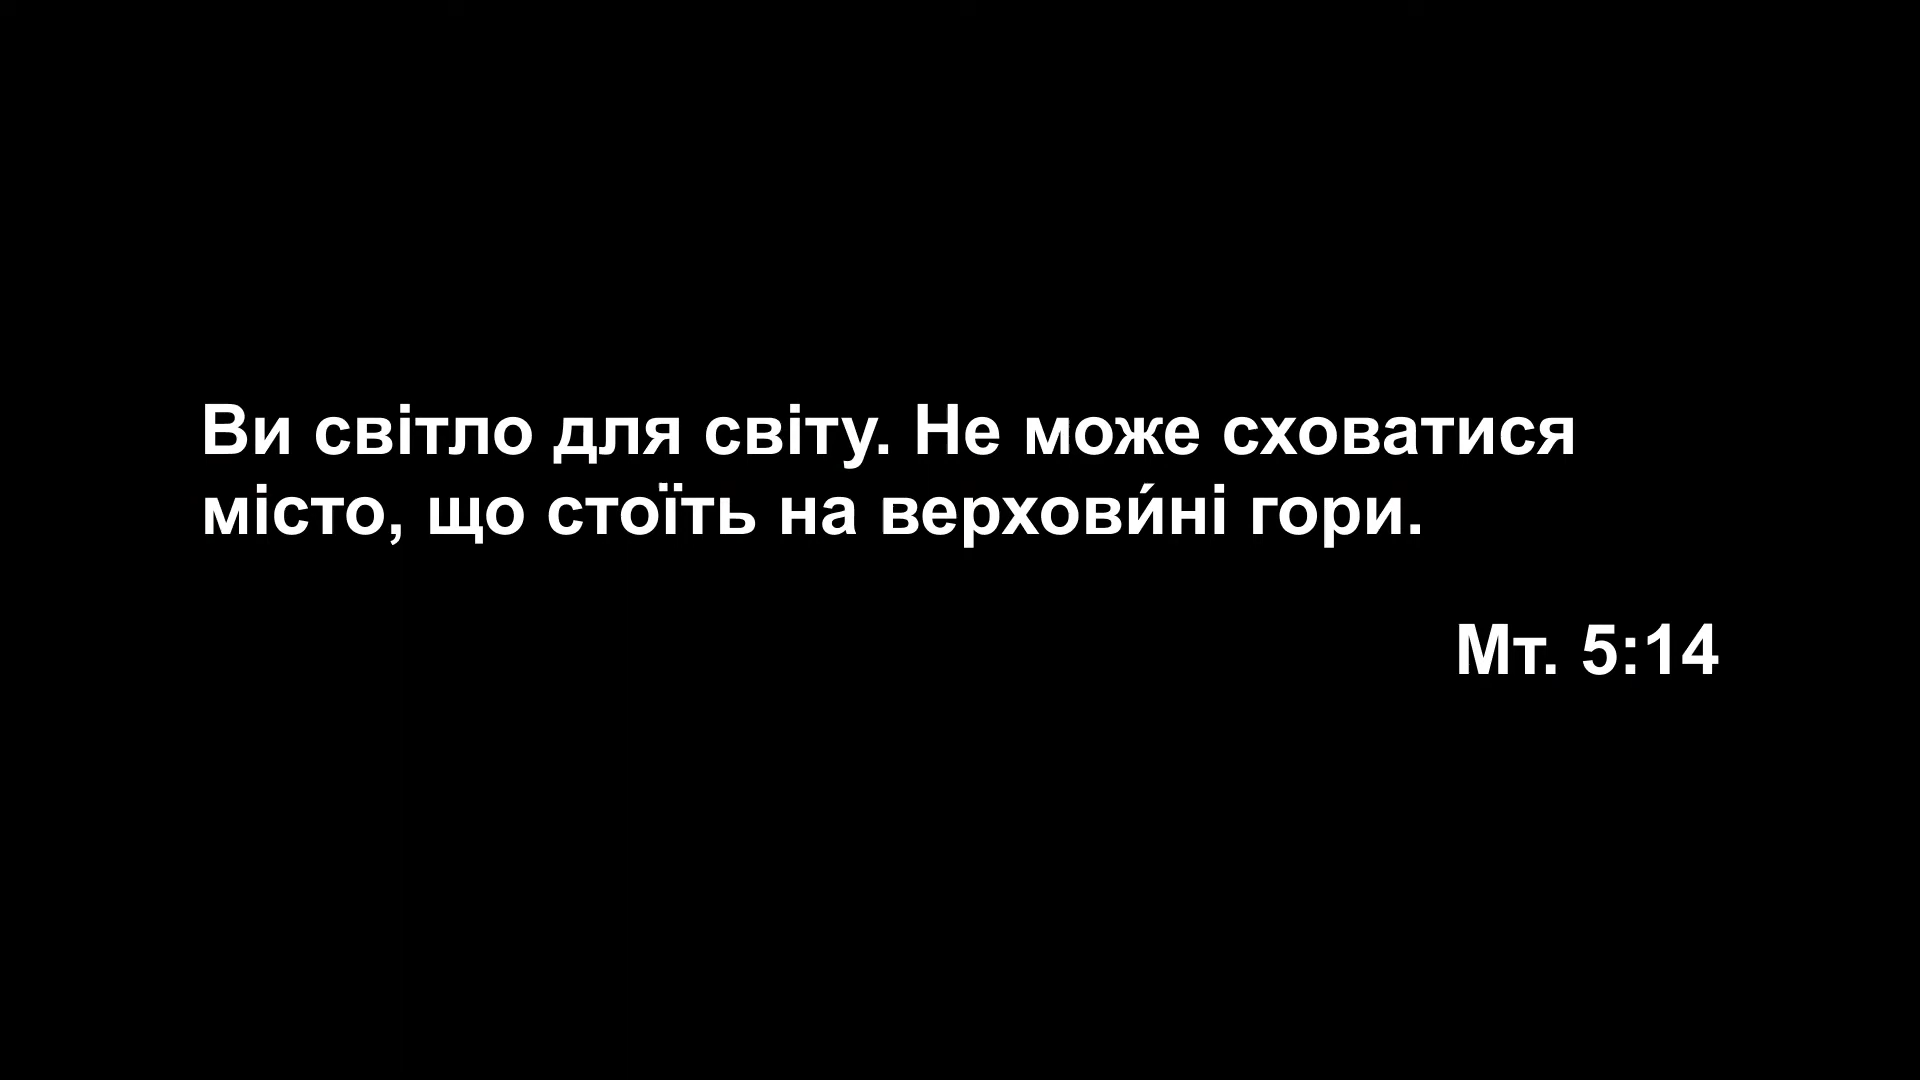 Ви світло для світу. Не може сховатися
місто, що стоїть на верхови́ні гори.
Мт. 5:14